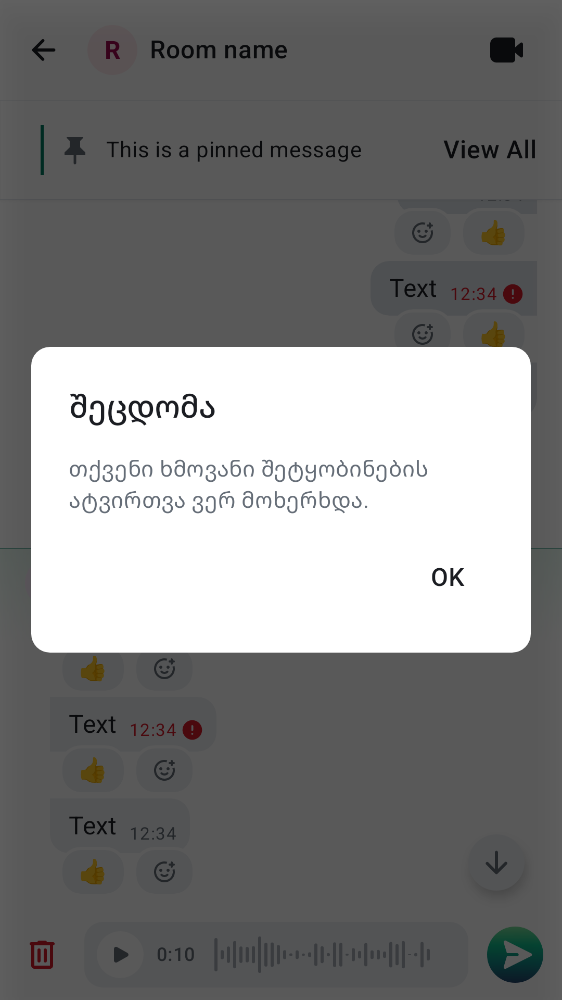 R Room name
This is a pinned message View All
Text 12:34
შეცდომა
თქვენი ხმოვანი შეტყობინების
ატვირთვა ვერ მოხერხდა.
OK
Text 12:34
Text 12:34
0:10